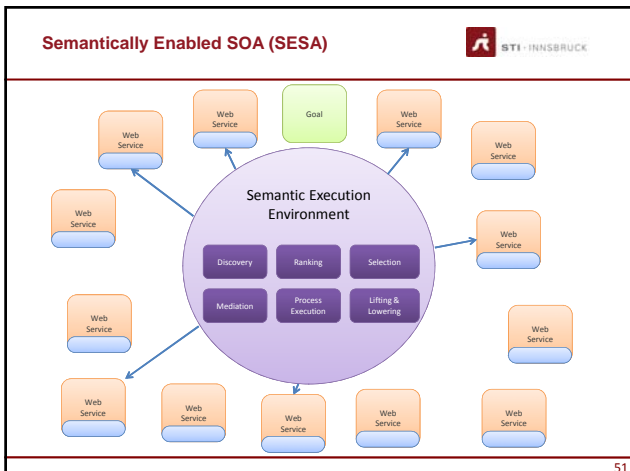 Semantically Enabled SOA (SESA)
STI · INNSBRUCK
Web
Service
Goal
Web
Service
Web
Service
Web
Service
Web
Service
Semantic Execution
Environment
Web
Service
Discovery
Ranking
Selection
Mediation
Process
Execution
Lifting &
Lowering
Web
Service
Web
Service
Web
Service
Web
Service
Web
Service
Web
Service
Web
Service
51